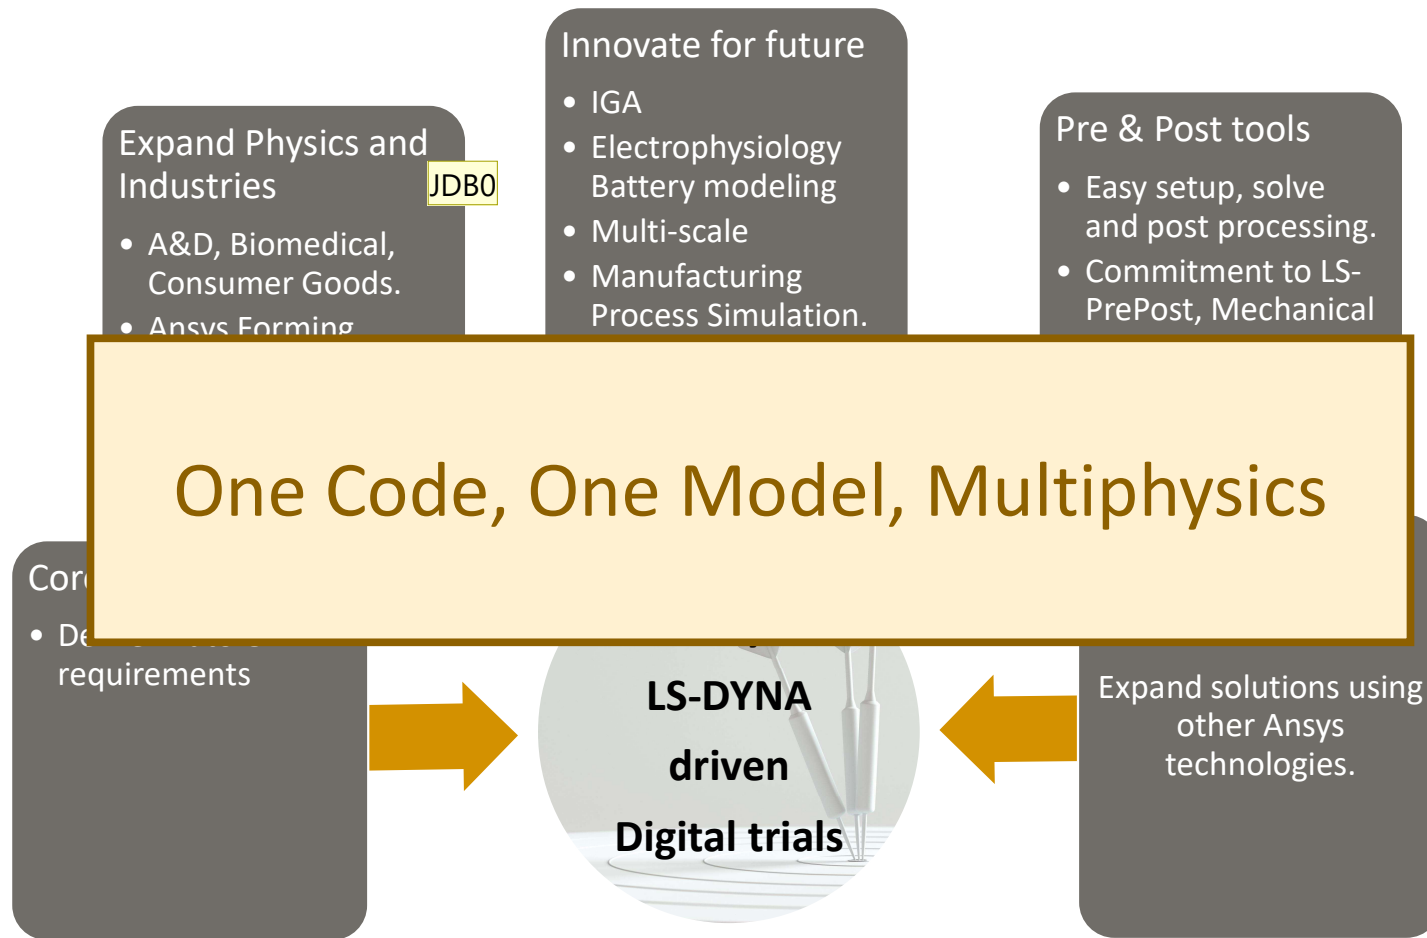 Innovate for future
• IGA
• Electrophysiology
Battery modeling
• Multi-scale
• Manufacturing
Process Simulation.
Expand Physics and
Industries
JDB0
• A&D, Biomedical,
Consumer Goods.
• Ansys Forming
Pre & Post tools
• Easy setup, solve
and post processing.
• Commitment to LS-
PrePost, Mechanical
One Code, One Model, Multiphysics
requirements
LS-DYNA
driven
Digital trials
Expand solutions using
other Ansys
technologies.